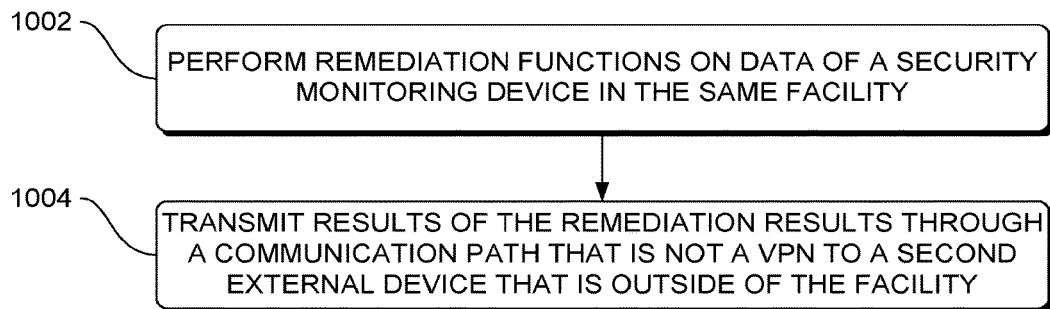 1002
PERFORM REMEDIATION FUNCTIONS ON DATA OF A SECURITY
MONITORING DEVICE IN THE SAME FACILITY
1004
TRANSMIT RESULTS OF THE REMEDIATION RESULTS THROUGH
A COMMUNICATION PATH THAT IS NOT A VPN TO A SECOND
EXTERNAL DEVICE THAT IS OUTSIDE OF THE FACILITY